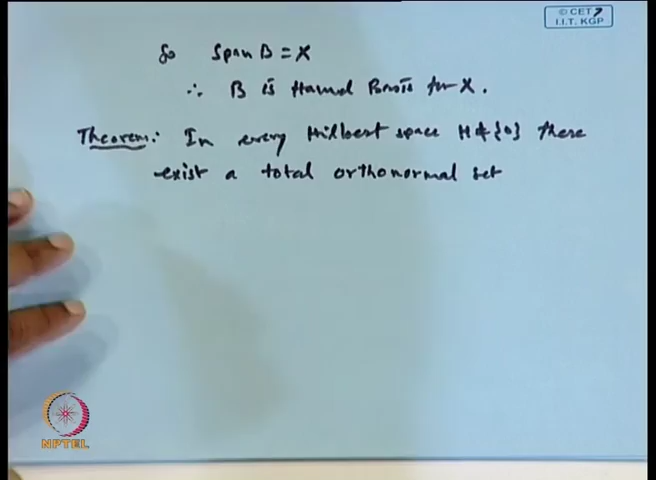 © CET
I.I.T. KGP
So Span B = X
∴ B is Hamel Basis for X.
Theorem: In every Hilbert space H ≠ {0} there
exist a total orthonormal set
NPTEL